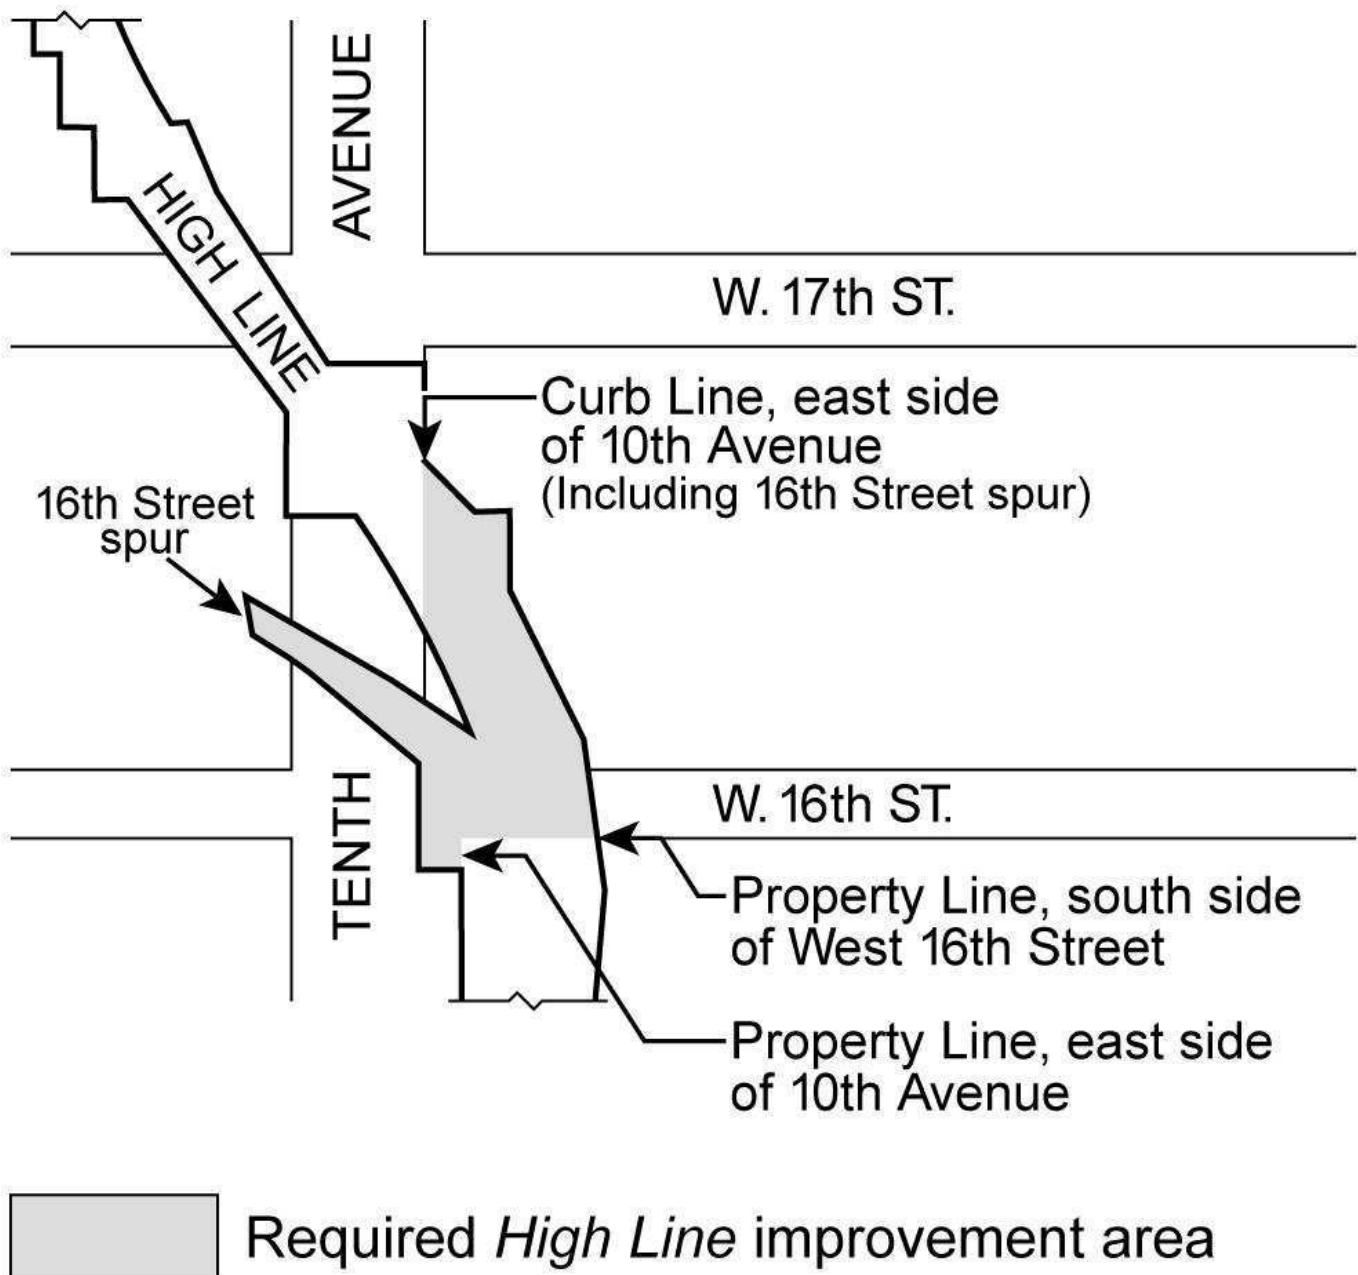 AVENUE
HIGH LINE
W. 17th ST.
Curb Line, east side
of 10th Avenue
(Including 16th Street spur)
16th Street
spur
TENTH
W. 16th ST.
Property Line, south side
of West 16th Street
Property Line, east side
of 10th Avenue
Required High Line improvement area